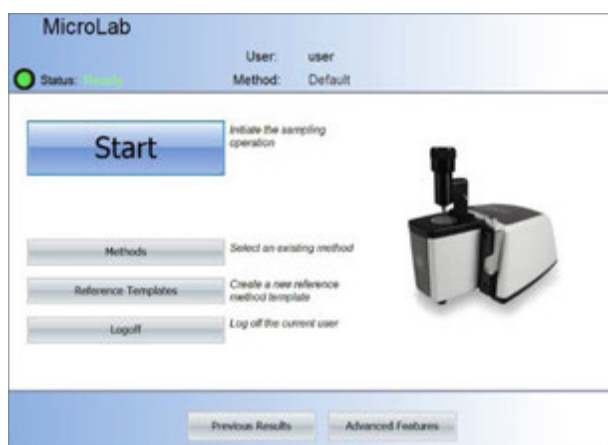 MicroLab
User: user
Status: Ready
Method: Default
Start
Initiate the sampling
operation
Methods
Select an existing method
Reference Templates
Create a new reference
method template
Logoff
Log off the current user
Previous Results
Advanced Features